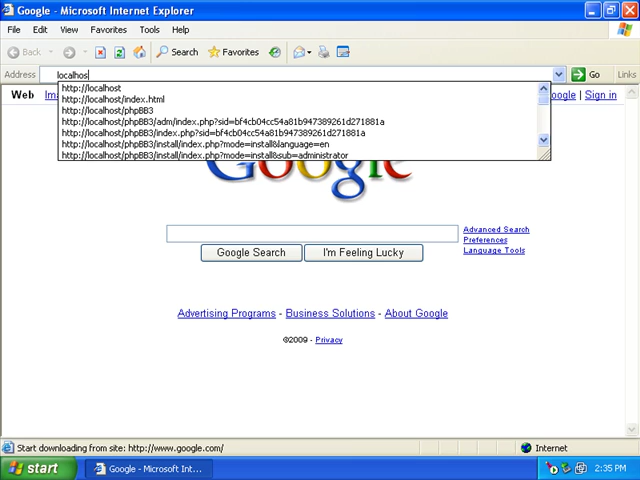 Google - Microsoft Internet Explorer
File Edit View Favorites Tools Help
Back Search Favorites
Address localhos Go Links
http://localhost
http://localhost/index.html
http://localhost/phpBB3
http://localhost/phpBB3/adm/index.php?sid=bf4cb04cc54a81b947389261d271881a
http://localhost/phpBB3/index.php?sid=bf4cb04cc54a81b947389261d271881a
http://localhost/phpBB3/install/index.php?mode=install&language=en
http://localhost/phpBB3/install/index.php?mode=install&sub=administrator
Web Sign in
Google
Advanced Search
Preferences
Language Tools
Google Search I'm Feeling Lucky
Advertising Programs - Business Solutions - About Google
©2009 - Privacy
Start downloading from site: http://www.google.com/ Internet
start Google - Microsoft Int... 2:35 PM